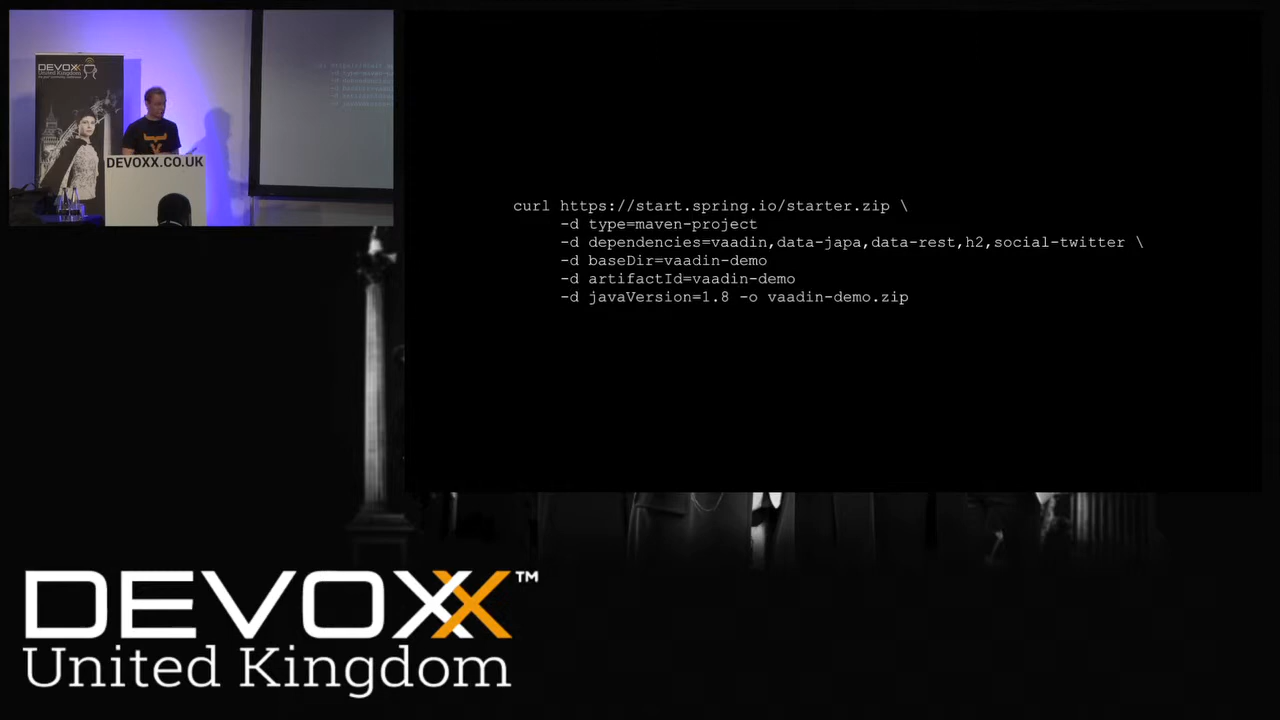 DEVOXX
United Kingdom
DEVOXX.CO.UK
curl https://start.spring.io/starter.zip \
-d type=maven-project
-d dependencies=vaadin,data-japa,data-rest,h2,social-twitter \
-d baseDir=vaadin-demo
-d artifactId=vaadin-demo
-d javaVersion=1.8 -o vaadin-demo.zip
DEVOXX™
United Kingdom